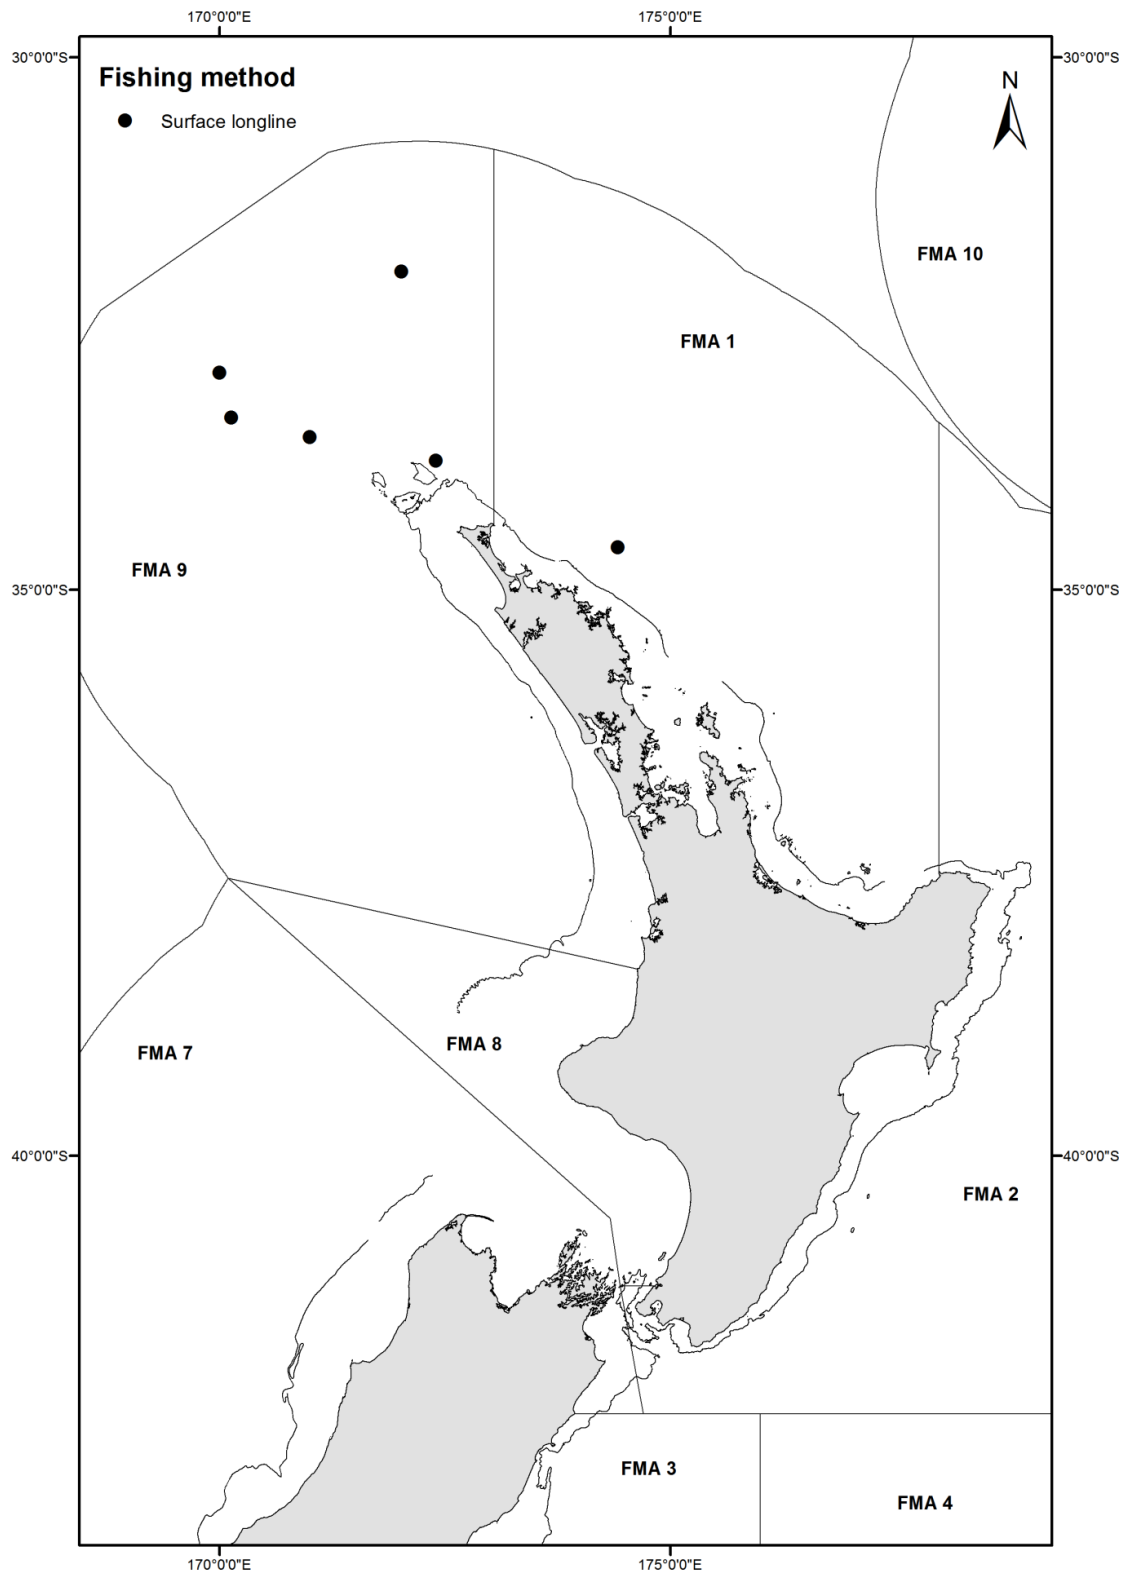 170°0'0"E 175°0'0"E
30°0'0"S 30°0'0"S
Fishing method
Surface longline
N
FMA 10
FMA 1
FMA 9
35°0'0"S 35°0'0"S
FMA 8
FMA 7
40°0'0"S 40°0'0"S
FMA 2
FMA 3
FMA 4
170°0'0"E 175°0'0"E